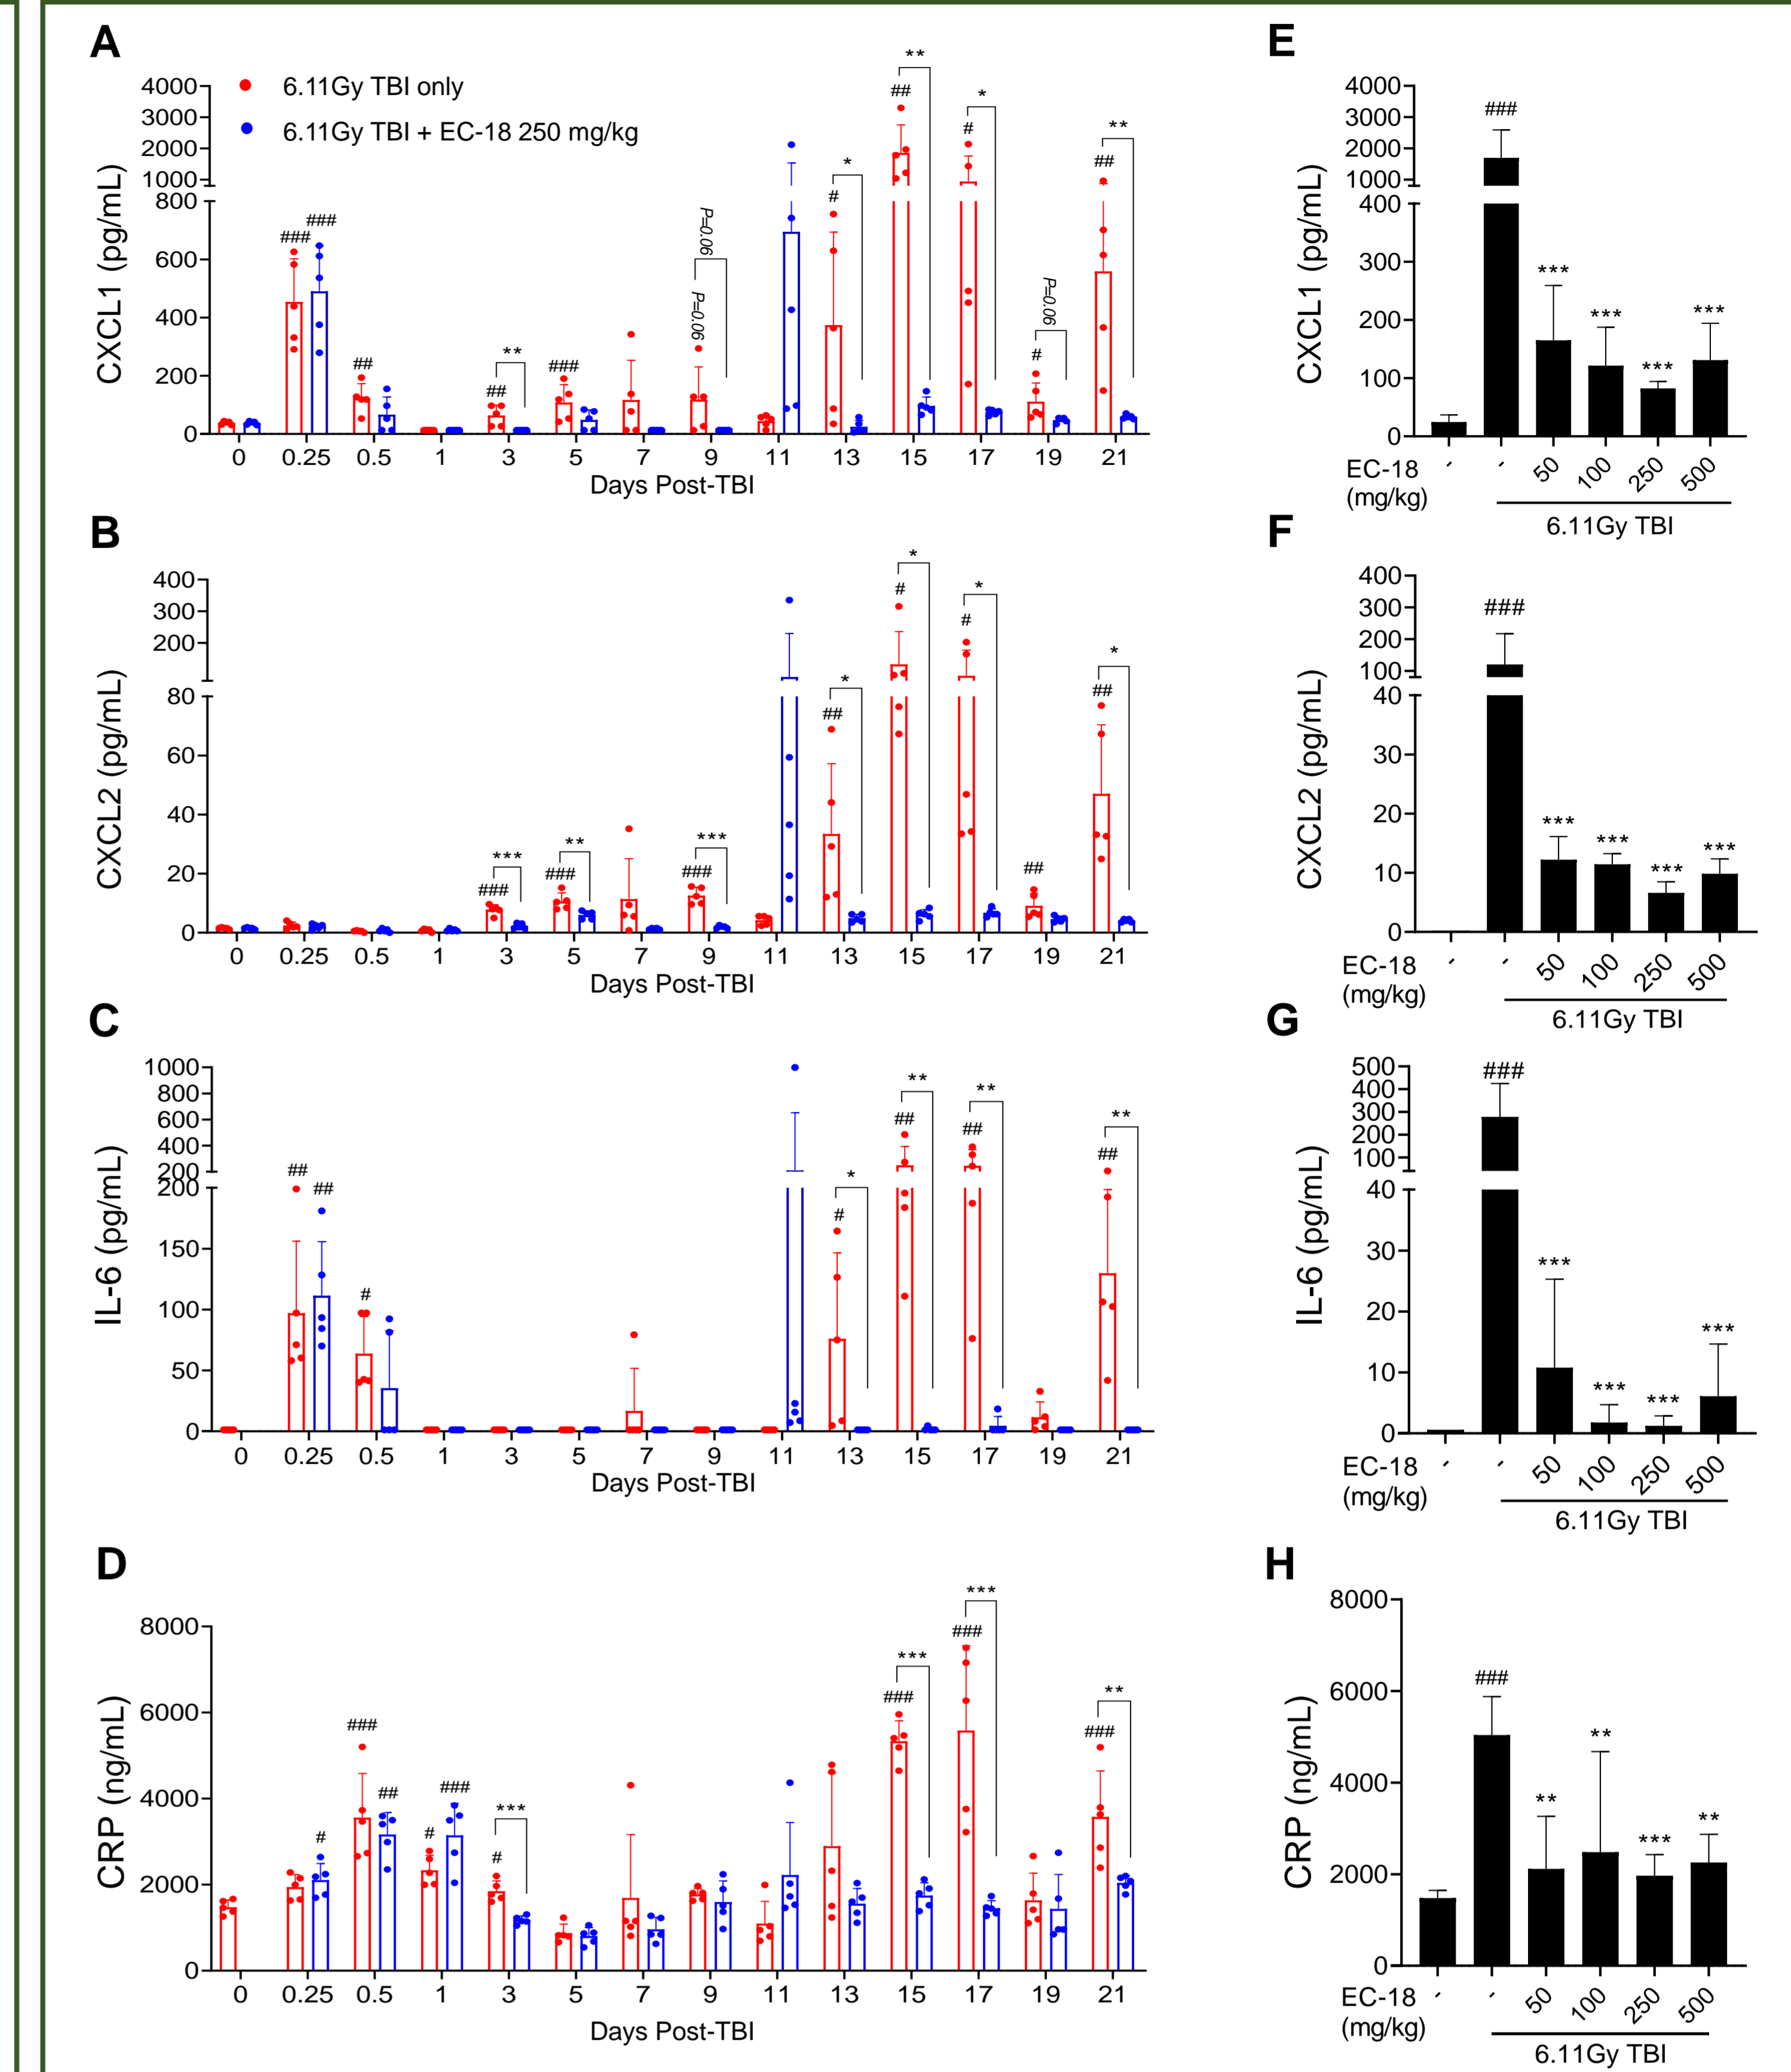 A
4000
3000
2000
1000
800
600
400
200
0
CXCL1 (pg/mL)
6.11Gy TBI only
6.11Gy TBI + EC-18 250 mg/kg
### ### ## ## ** ### P=0.06 P=0.06 # * ## ** # * # P=0.06 ## **
0 0.25 0.5 1 3 5 7 9 11 13 15 17 19 21
Days Post-TBI
E
4000
3000
2000
1000
400
300
200
100
0
CXCL1 (pg/mL)
### *** *** *** ***
EC-18 - - 50 100 250 500
(mg/kg)
6.11Gy TBI
B
400
300
200
80
60
40
20
0
CXCL2 (pg/mL)
### *** ### ** ### *** ## * # * # * ## ## *
0 0.25 0.5 1 3 5 7 9 11 13 15 17 19 21
Days Post-TBI
F
400
300
200
100
40
30
20
10
0
CXCL2 (pg/mL)
### *** *** *** ***
EC-18 - - 50 100 250 500
(mg/kg)
6.11Gy TBI
C
1000
800
600
400
200
200
150
100
50
0
IL-6 (pg/mL)
## ## # # * ## ** ## ** ## **
0 0.25 0.5 1 3 5 7 9 11 13 15 17 19 21
Days Post-TBI
G
500
400
300
200
100
40
30
20
10
0
IL-6 (pg/mL)
### *** *** *** ***
EC-18 - - 50 100 250 500
(mg/kg)
6.11Gy TBI
D
8000
6000
4000
2000
0
CRP (ng/mL)
# ### ## # ### # *** ### *** ### *** ### **
0 0.25 0.5 1 3 5 7 9 11 13 15 17 19 21
Days Post-TBI
H
8000
6000
4000
2000
0
CRP (ng/mL)
### ** ** *** **
EC-18 - - 50 100 250 500
(mg/kg)
6.11Gy TBI